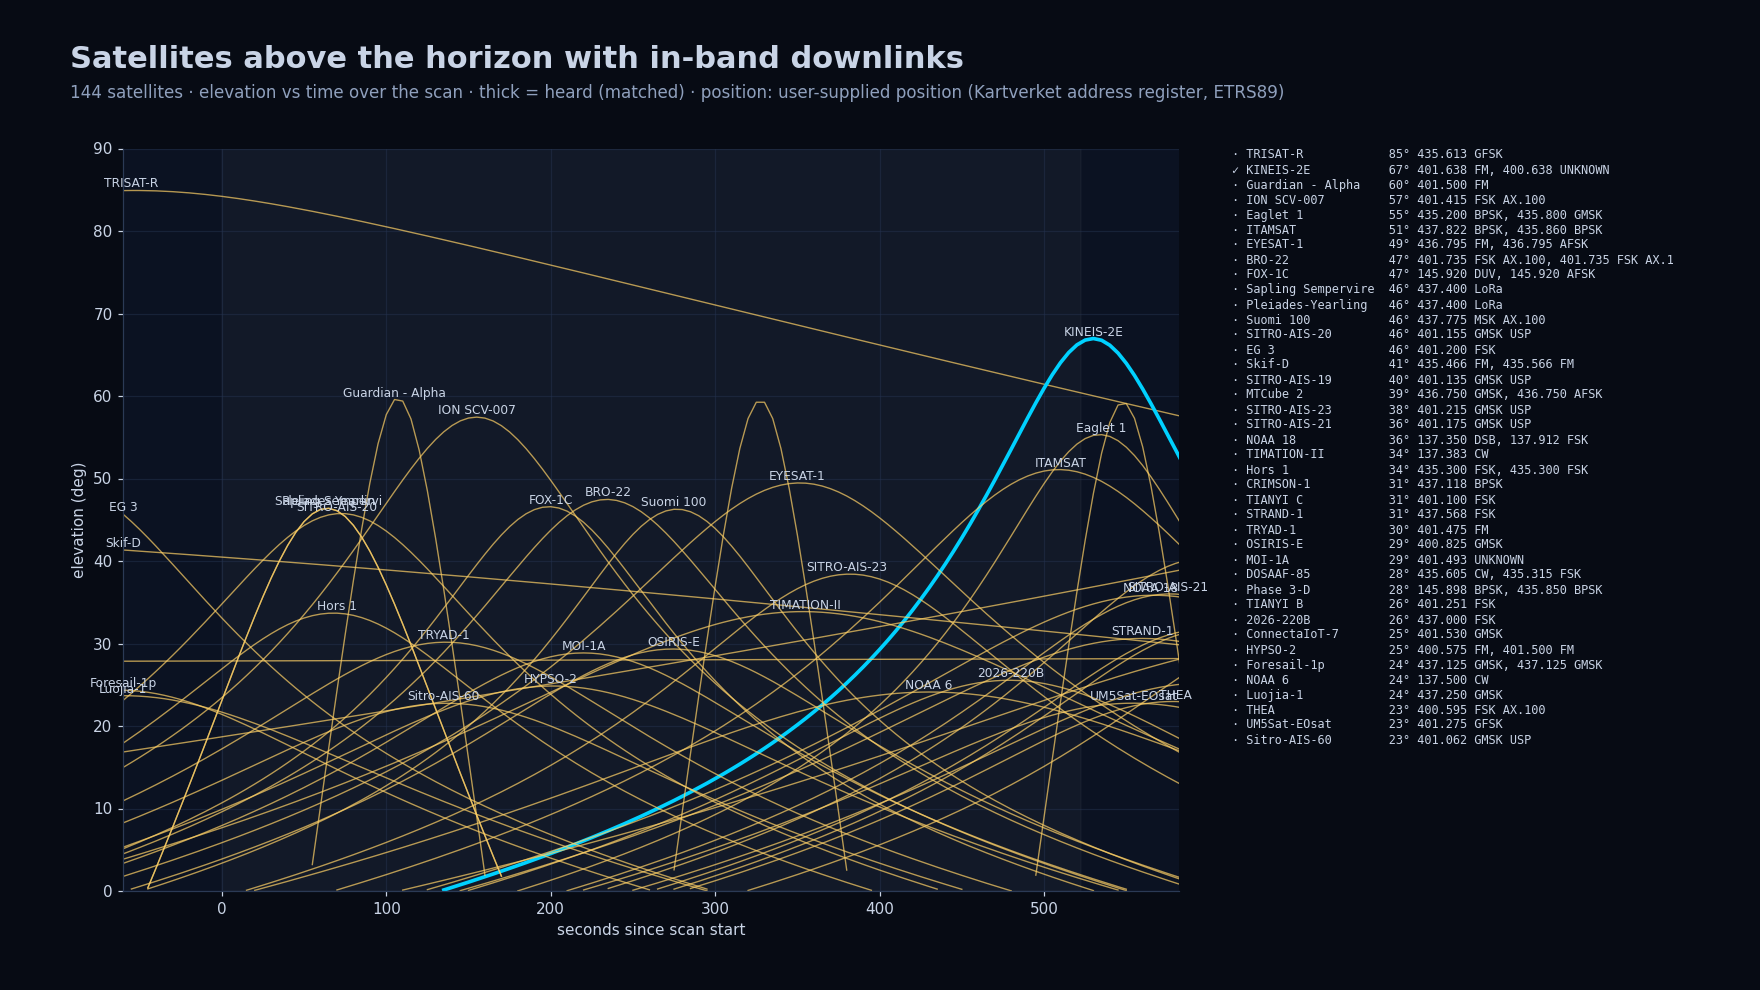 Satellites above the horizon with in-band downlinks
144 satellites · elevation vs time over the scan · thick = heard (matched) · position: user-supplied position (Kartverket address register, ETRS89)
90
80
70
60
50
40
30
20
10
0
elevation (deg)
TRISAT-R
KINEIS-2E
Guardian - Alpha
ION SCV-007
Eaglet 1
ITAMSAT
EYESAT-1
BRO-22
FOX-1C
Suomi 100
SITRO-AIS-20
EG 3
Skif-D
SITRO-AIS-23
Hors 1
TIMATION-II
SITRO-AIS-21
TRYAD-1
STRAND-1
MOI-1A
OSIRIS-E
HYPSO-2
2026-220B
NOAA 6
Foresail-1p
Luojia-1
Sitro-AIS-60
UM5Sat-EOsat
THEA
0 100 200 300 400 500
seconds since scan start
· TRISAT-R 85° 435.613 GFSK
✓ KINEIS-2E 67° 401.638 FM, 400.638 UNKNOWN
· Guardian - Alpha 60° 401.500 FM
· ION SCV-007 57° 401.415 FSK AX.100
· Eaglet 1 55° 435.200 BPSK, 435.800 GMSK
· ITAMSAT 51° 437.822 BPSK, 435.860 BPSK
· EYESAT-1 49° 436.795 FM, 436.795 AFSK
· BRO-22 47° 401.735 FSK AX.100, 401.735 FSK AX.1
· FOX-1C 47° 145.920 DUV, 145.920 AFSK
· Sapling Sempervire 46° 437.400 LoRa
· Pleiades-Yearling 46° 437.400 LoRa
· Suomi 100 46° 437.775 MSK AX.100
· SITRO-AIS-20 46° 401.155 GMSK USP
· EG 3 46° 401.200 FSK
· Skif-D 41° 435.466 FM, 435.566 FM
· SITRO-AIS-19 40° 401.135 GMSK USP
· MTCube 2 39° 436.750 GMSK, 436.750 AFSK
· SITRO-AIS-23 38° 401.215 GMSK USP
· SITRO-AIS-21 36° 401.175 GMSK USP
· NOAA 18 36° 137.350 DSB, 137.912 FSK
· TIMATION-II 34° 137.383 CW
· Hors 1 34° 435.300 FSK, 435.300 FSK
· CRIMSON-1 31° 437.118 BPSK
· TIANYI C 31° 401.100 FSK
· STRAND-1 31° 437.568 FSK
· TRYAD-1 30° 401.475 FM
· OSIRIS-E 29° 400.825 GMSK
· MOI-1A 29° 401.493 UNKNOWN
· DOSAAF-85 28° 435.605 CW, 435.315 FSK
· Phase 3-D 28° 145.898 BPSK, 435.850 BPSK
· TIANYI B 26° 401.251 FSK
· 2026-220B 26° 437.000 FSK
· ConnectaIoT-7 25° 401.530 GMSK
· HYPSO-2 25° 400.575 FM, 401.500 FM
· Foresail-1p 24° 437.125 GMSK, 437.125 GMSK
· NOAA 6 24° 137.500 CW
· Luojia-1 24° 437.250 GMSK
· THEA 23° 400.595 FSK AX.100
· UM5Sat-EOsat 23° 401.275 GFSK
· Sitro-AIS-60 23° 401.062 GMSK USP